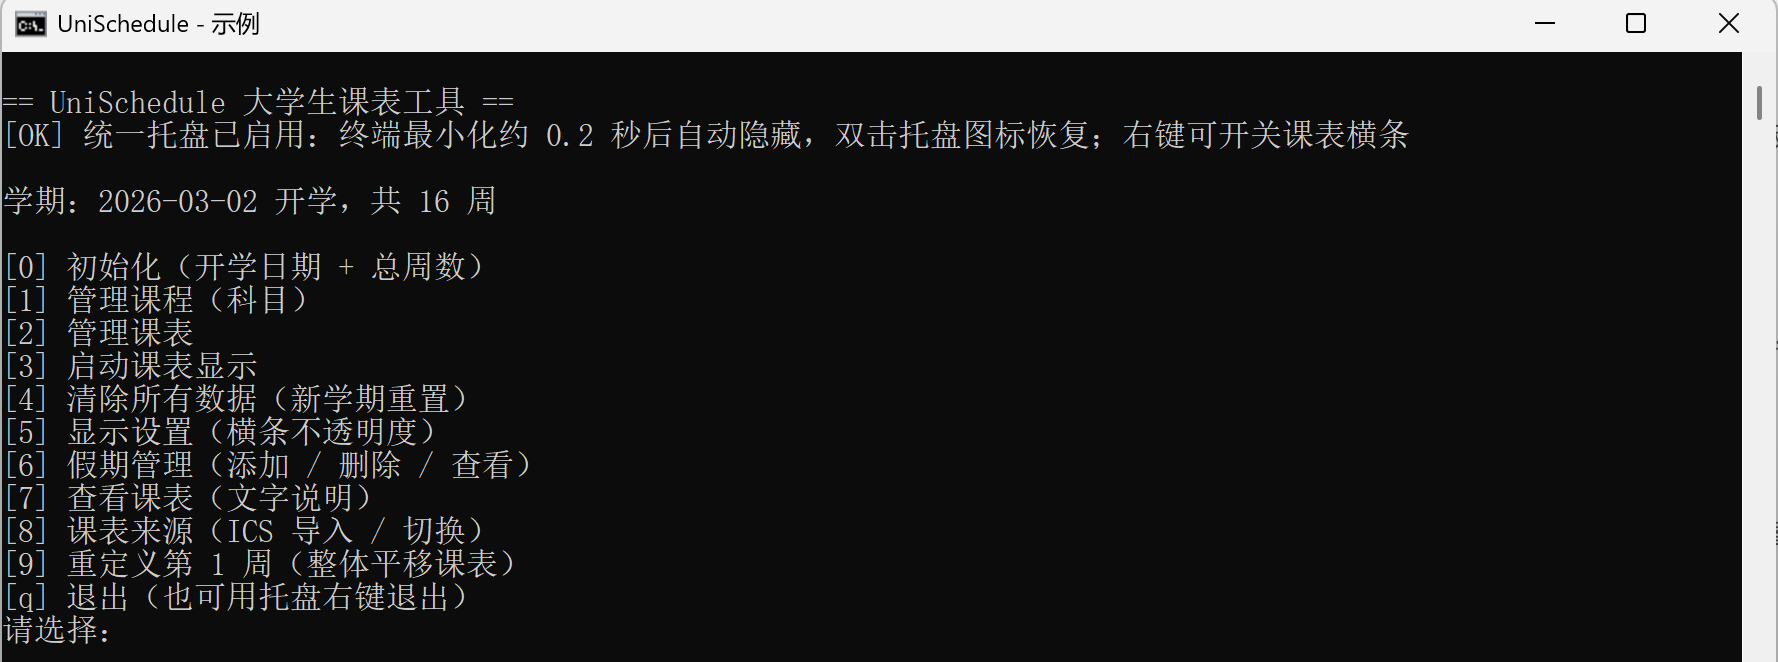 UniSchedule - 示例
== UniSchedule 大学生课表工具 ==
[OK] 统一托盘已启用：终端最小化约 0.2 秒后自动隐藏，双击托盘图标恢复；右键可开关课表横条
学期：2026-03-02 开学，共 16 周
[0] 初始化（开学日期 + 总周数）
[1] 管理课程（科目）
[2] 管理课表
[3] 启动课表显示
[4] 清除所有数据（新学期重置）
[5] 显示设置（横条不透明度）
[6] 假期管理（添加 / 删除 / 查看）
[7] 查看课表（文字说明）
[8] 课表来源（ICS 导入 / 切换）
[9] 重定义第 1 周（整体平移课表）
[q] 退出（也可用托盘右键退出）
请选择：